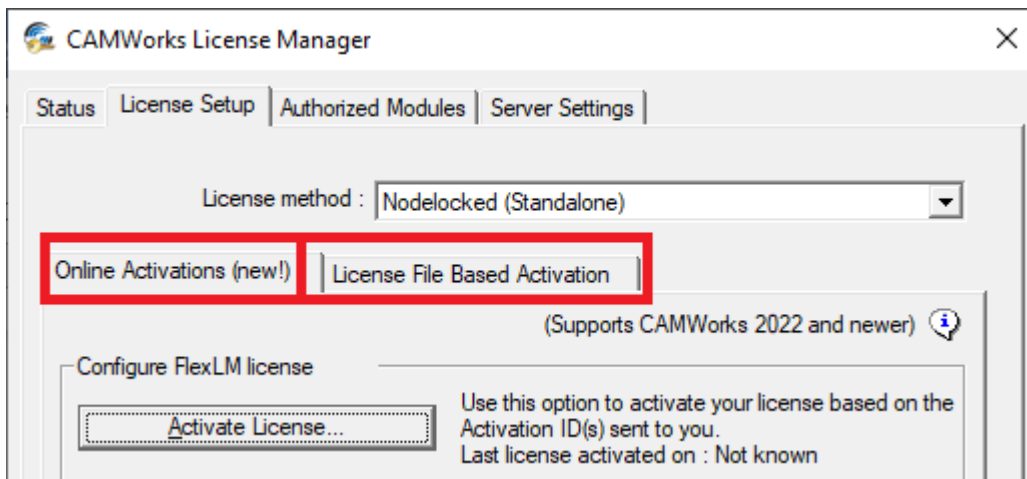 CAMWorks License Manager
Status License Setup Authorized Modules Server Settings
License method : Nodelocked (Standalone)
Online Activations (new!) License File Based Activation
(Supports CAMWorks 2022 and newer)
Configure FlexLM license
Activate License...
Use this option to activate your license based on the
Activation ID(s) sent to you.
Last license activated on : Not known